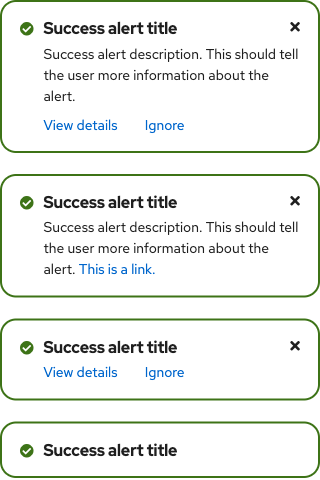 Success alert title
Success alert description. This should tell
the user more information about the
alert.
View details Ignore
Success alert title
Success alert description. This should tell
the user more information about the
alert. This is a link.
Success alert title
View details Ignore
Success alert title